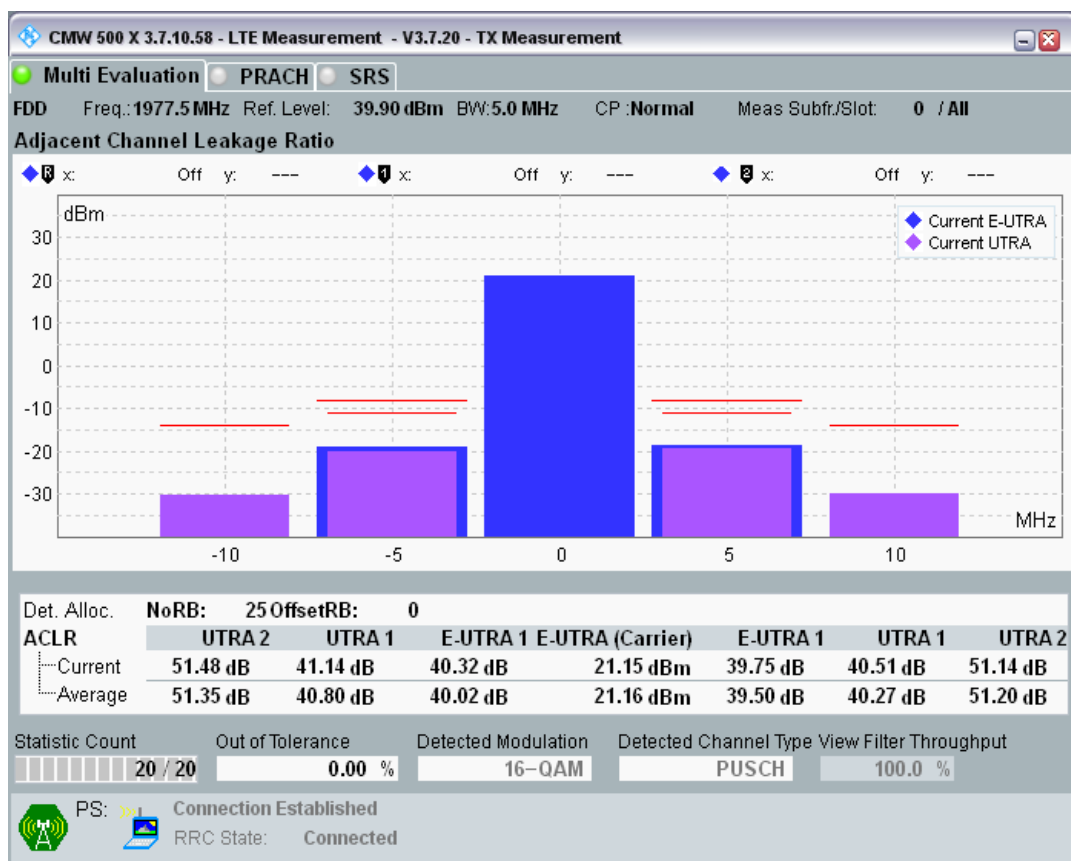 CMW 500 X 3.7.10.58 - LTE Measurement - V3.7.20 - TX Measurement
Multi Evaluation PRACH SRS
FDD Freq.: 1977.5 MHz Ref. Level: 39.90 dBm BW: 5.0 MHz CP : Normal Meas Subfr./Slot: 0 / All
Adjacent Channel Leakage Ratio
R x: Off y: --- 1 x: Off y: --- 2 x: Off y: ---
dBm
Current E-UTRA
Current UTRA
30
20
10
0
-10
-20
-30
MHz
-10 -5 0 5 10
Det. Alloc. NoRB: 25 OffsetRB: 0
ACLR UTRA 2 UTRA 1 E-UTRA 1 E-UTRA (Carrier) E-UTRA 1 UTRA 1 UTRA 2
Current 51.48 dB 41.14 dB 40.32 dB 21.15 dBm 39.75 dB 40.51 dB 51.14 dB
Average 51.35 dB 40.80 dB 40.02 dB 21.16 dBm 39.50 dB 40.27 dB 51.20 dB
Statistic Count Out of Tolerance Detected Modulation Detected Channel Type View Filter Throughput
20 / 20 0.00 % 16-QAM PUSCH 100.0 %
PS: Connection Established
RRC State: Connected